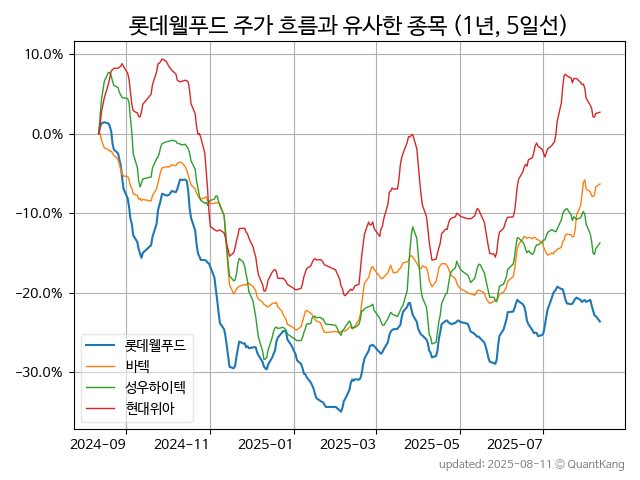 롯데웰푸드 주가 흐름과 유사한 종목 (1년, 5일선)
10.0%
0.0%
−10.0%
−20.0%
−30.0%
롯데웰푸드
바텍
성우하이텍
현대위아
2024-09
2024-11
2025-01
2025-03
2025-05
2025-07
updated: 2025-08-11 © QuantKang